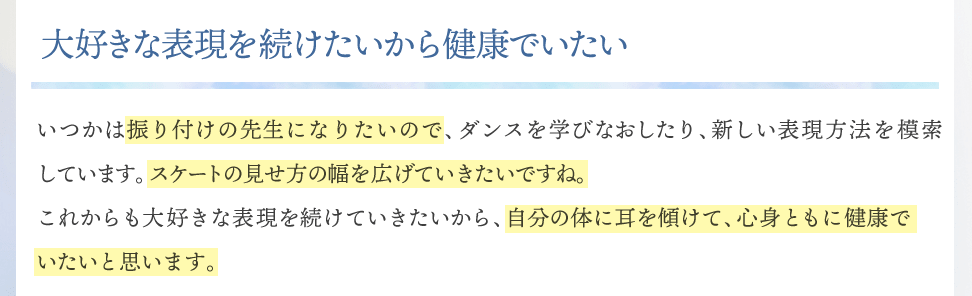 大好きな表現を続けたいから健康でいたい
いつかは振り付けの先生になりたいので、ダンスを学びなおしたり、新しい表現方法を模索
しています。スケートの見せ方の幅を広げていきたいですね。
これからも大好きな表現を続けていきたいから、自分の体に耳を傾けて、心身ともに健康で
いたいと思います。